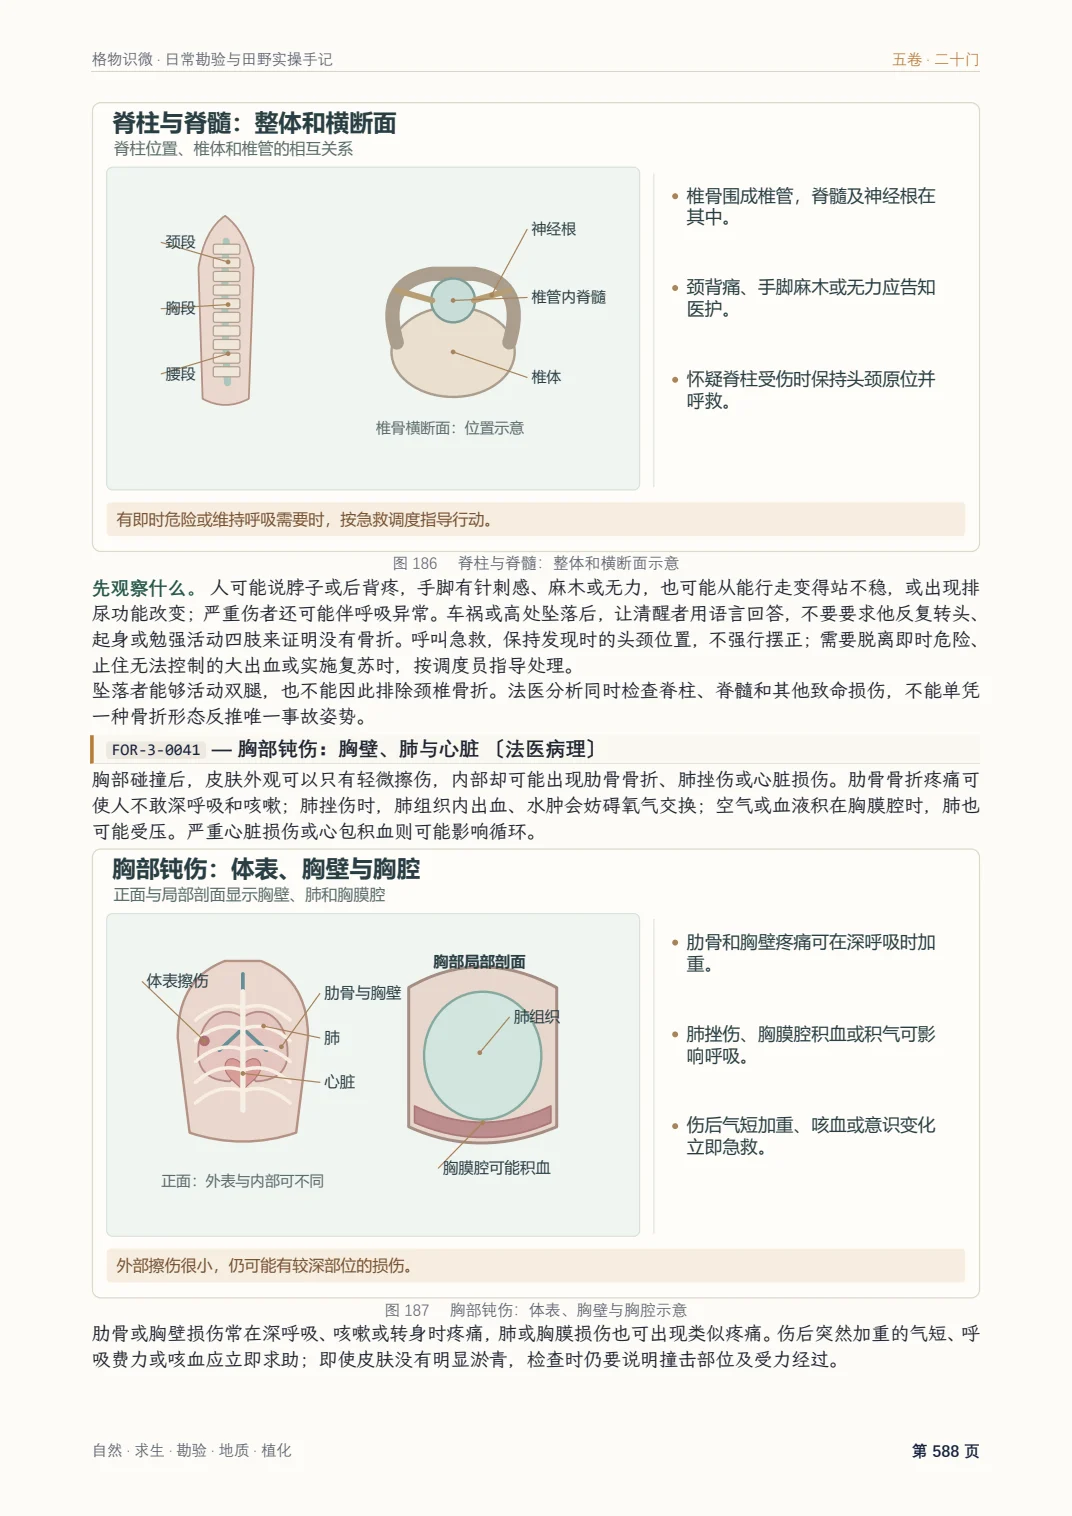 格物识微 · 日常勘验与田野实操手记
五卷 · 二十门
脊柱与脊髓：整体和横断面
脊柱位置、椎体和椎管的相互关系
颈段
胸段
腰段
神经根
椎管内脊髓
椎体
椎骨横断面：位置示意
• 椎骨围成椎管，脊髓及神经根在
其中。
• 颈背痛、手脚麻木或无力应告知
医护。
• 怀疑脊柱受伤时保持头颈原位并
呼救。
有即时危险或维持呼吸需要时，按急救调度指导行动。
图 186 脊柱与脊髓：整体和横断面示意
先观察什么。 人可能说脖子或后背疼，手脚有针刺感、麻木或无力，也可能从能行走变得站不稳，或出现排
尿功能改变；严重伤者还可能伴呼吸异常。车祸或高处坠落后，让清醒者用语言回答，不要要求他反复转头、
起身或勉强活动四肢来证明没有骨折。呼叫急救，保持发现时的头颈位置，不强行摆正；需要脱离即时危险、
止住无法控制的大出血或实施复苏时，按调度员指导处理。
坠落者能够活动双腿，也不能因此排除颈椎骨折。法医分析同时检查脊柱、脊髓和其他致命损伤，不能单凭
一种骨折形态反推唯一事故姿势。
FOR-3-0041 — 胸部钝伤：胸壁、肺与心脏 〔法医病理〕
胸部碰撞后，皮肤外观可以只有轻微擦伤，内部却可能出现肋骨骨折、肺挫伤或心脏损伤。肋骨骨折疼痛可
使人不敢深呼吸和咳嗽；肺挫伤时，肺组织内出血、水肿会妨碍氧气交换；空气或血液积在胸膜腔时，肺也
可能受压。严重心脏损伤或心包积血则可能影响循环。
胸部钝伤：体表、胸壁与胸腔
正面与局部剖面显示胸壁、肺和胸膜腔
体表擦伤
肋骨与胸壁
肺
心脏
正面：外表与内部可不同
胸部局部剖面
肺组织
胸膜腔可能积血
• 肋骨和胸壁疼痛可在深呼吸时加
重。
• 肺挫伤、胸膜腔积血或积气可影
响呼吸。
• 伤后气短加重、咳血或意识变化
立即急救。
外部擦伤很小，仍可能有较深部位的损伤。
图 187 胸部钝伤：体表、胸壁与胸腔示意
肋骨或胸壁损伤常在深呼吸、咳嗽或转身时疼痛，肺或胸膜损伤也可出现类似疼痛。伤后突然加重的气短、呼
吸费力或咳血应立即求助；即使皮肤没有明显淤青，检查时仍要说明撞击部位及受力经过。
自然 · 求生 · 勘验 · 地质 · 植化
第 588 页